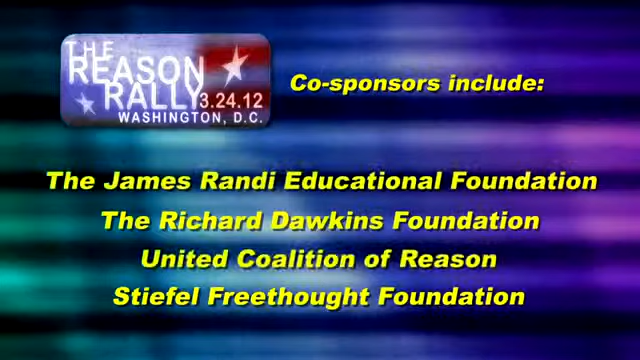 THE
REASON
RALLY 3.24.12
WASHINGTON, D.C.
Co-sponsors include:
The James Randi Educational Foundation
The Richard Dawkins Foundation
United Coalition of Reason
Stiefel Freethought Foundation